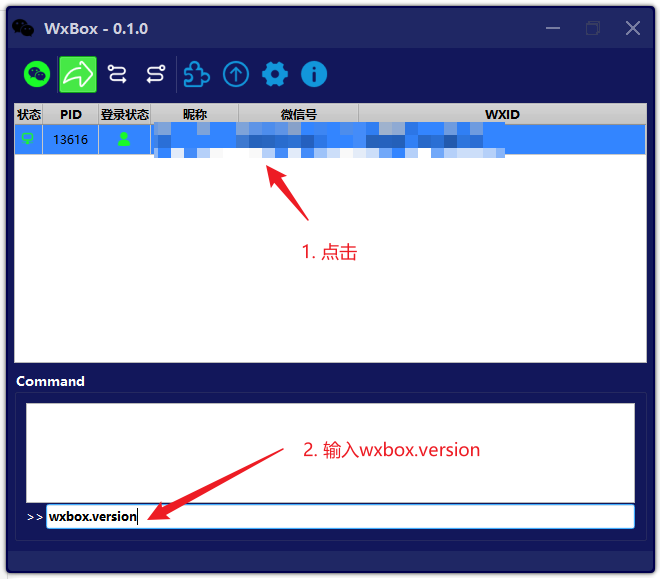 WxBox - 0.1.0
状态 PID 登录状态 昵称 微信号 WXID
13616
1. 点击
Command
2. 输入wxbox.version
>> wxbox.version